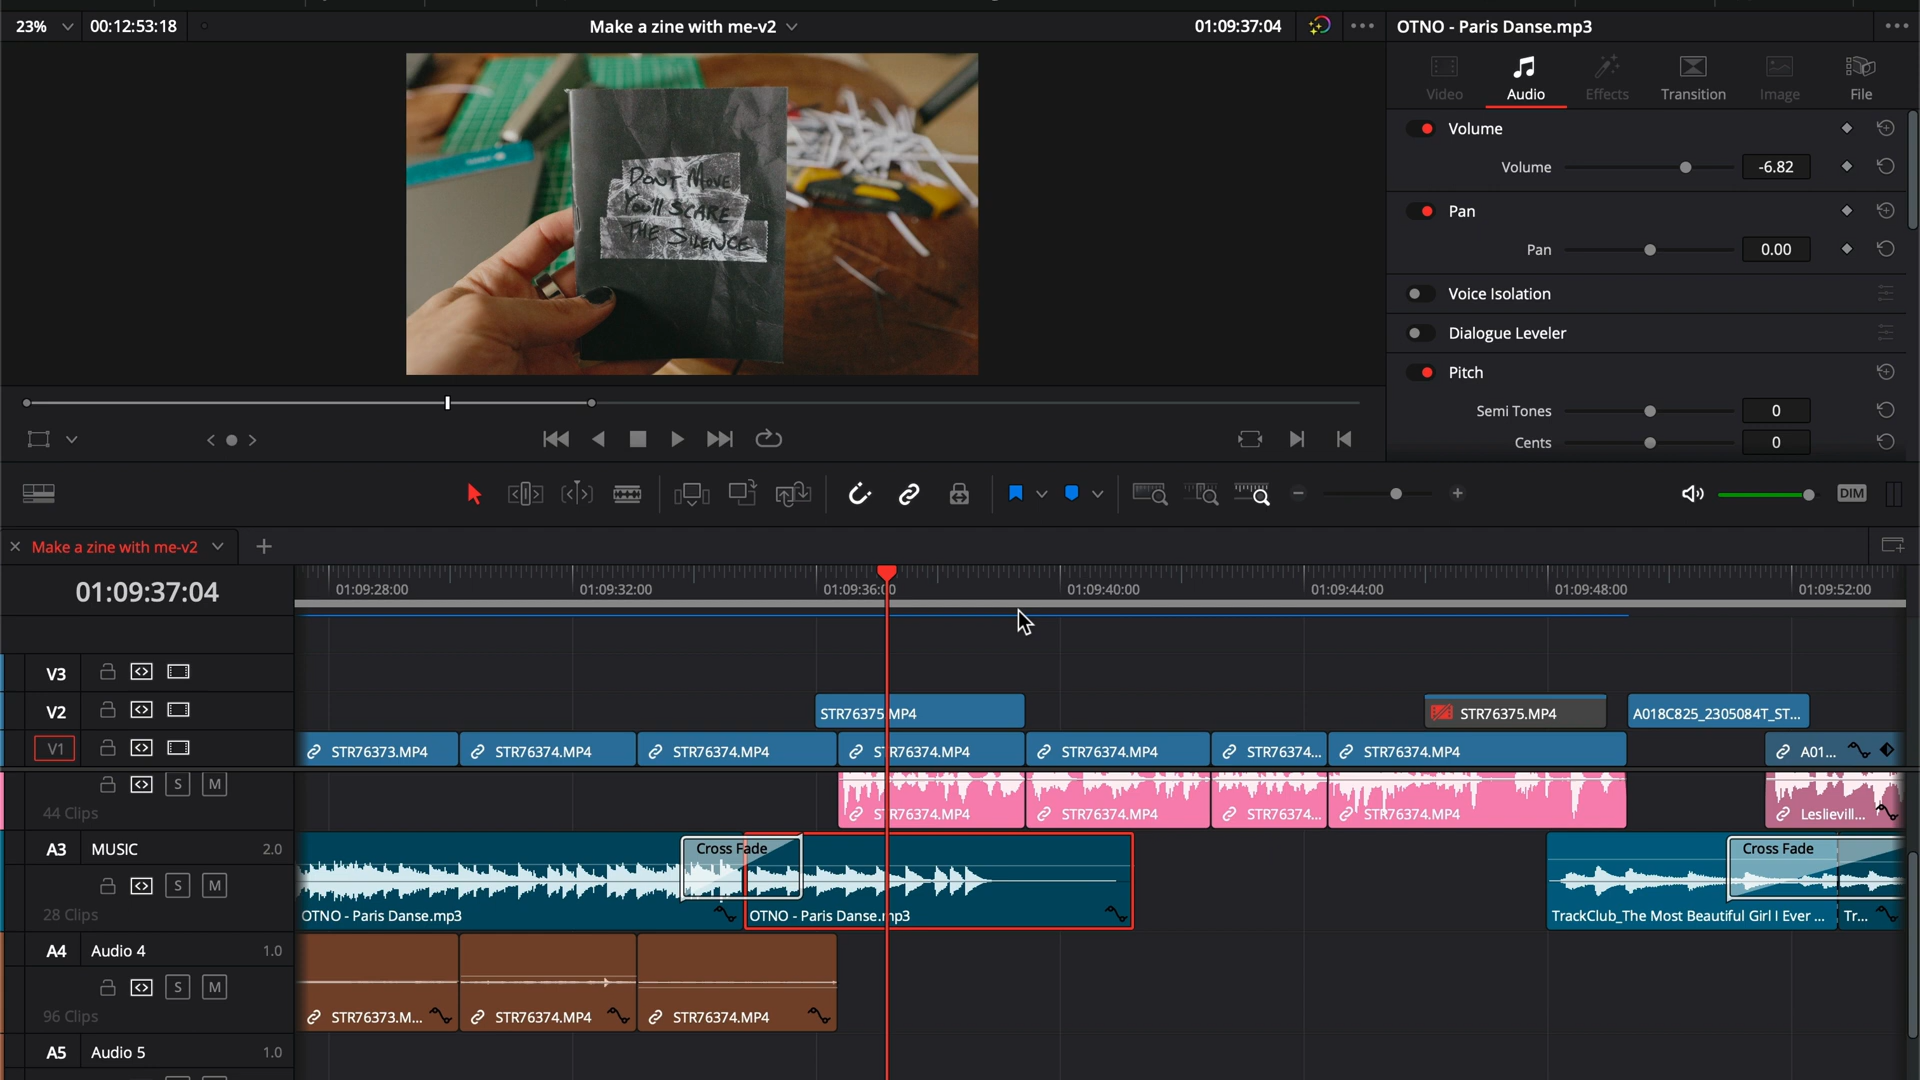 23% 00:12:53:18 Make a zine with me-v2 01:09:37:04
OTNO - Paris Danse.mp3
Video Audio Effects Transition Image File
Volume
Volume -6.82
Pan
Pan 0.00
Voice Isolation
Dialogue Leveler
Pitch
Semi Tones 0
Cents 0
DON'T MOVE
YOU'LL SCARE
THE SILENCE
DIM
Make a zine with me-v2
01:09:37:04
01:09:28:00 01:09:32:00 01:09:36:00 01:09:40:00 01:09:44:00 01:09:48:00 01:09:52:00
V3
V2
STR76375.MP4 STR76375.MP4 A018C825_2305084T_ST...
V1
STR76373.MP4 STR76374.MP4 STR76374.MP4 STR76374.MP4 STR76374.MP4 STR76374... STR76374.MP4 A01...
S M
44 Clips
STR76374.MP4 STR76374.MP4 STR76374... STR76374.MP4 Leslievill...
A3 MUSIC 2.0
Cross Fade Cross Fade
S M
28 Clips
OTNO - Paris Danse.mp3 OTNO - Paris Danse.mp3 TrackClub_The Most Beautiful Girl I Ever ... Tr...
A4 Audio 4 1.0
S M
96 Clips
STR76373.M... STR76374.MP4 STR76374.MP4
A5 Audio 5 1.0